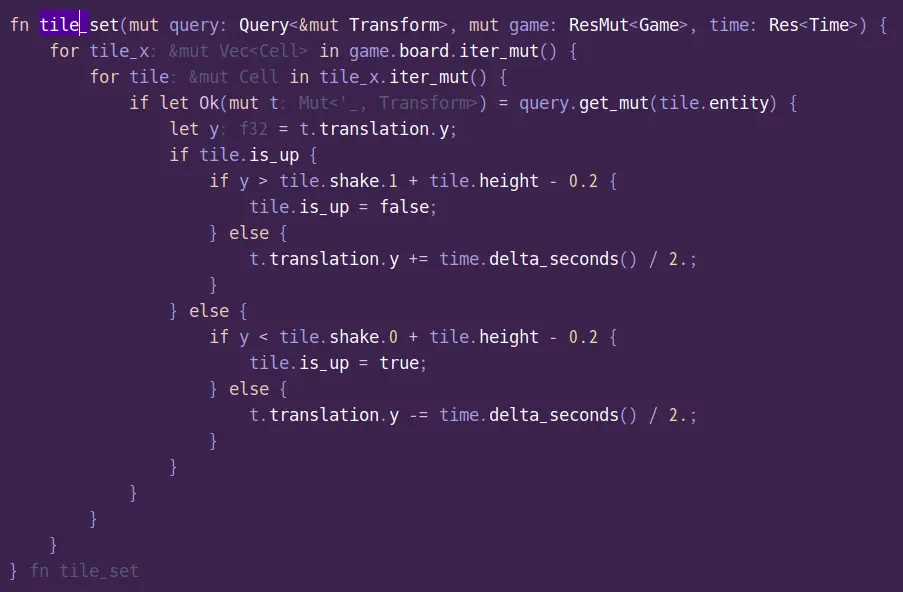 fn tile_set(mut query: Query<&mut Transform>, mut game: ResMut<Game>, time: Res<Time>) {
    for tile_x: &mut Vec<Cell> in game.board.iter_mut() {
        for tile: &mut Cell in tile_x.iter_mut() {
            if let Ok(mut t: Mut<'_, Transform>) = query.get_mut(tile.entity) {
                let y: f32 = t.translation.y;
                if tile.is_up {
                    if y > tile.shake.1 + tile.height - 0.2 {
                        tile.is_up = false;
                    } else {
                        t.translation.y += time.delta_seconds() / 2.;
                    }
                } else {
                    if y < tile.shake.0 + tile.height - 0.2 {
                        tile.is_up = true;
                    } else {
                        t.translation.y -= time.delta_seconds() / 2.;
                    }
                }
            }
        }
    }
} fn tile_set